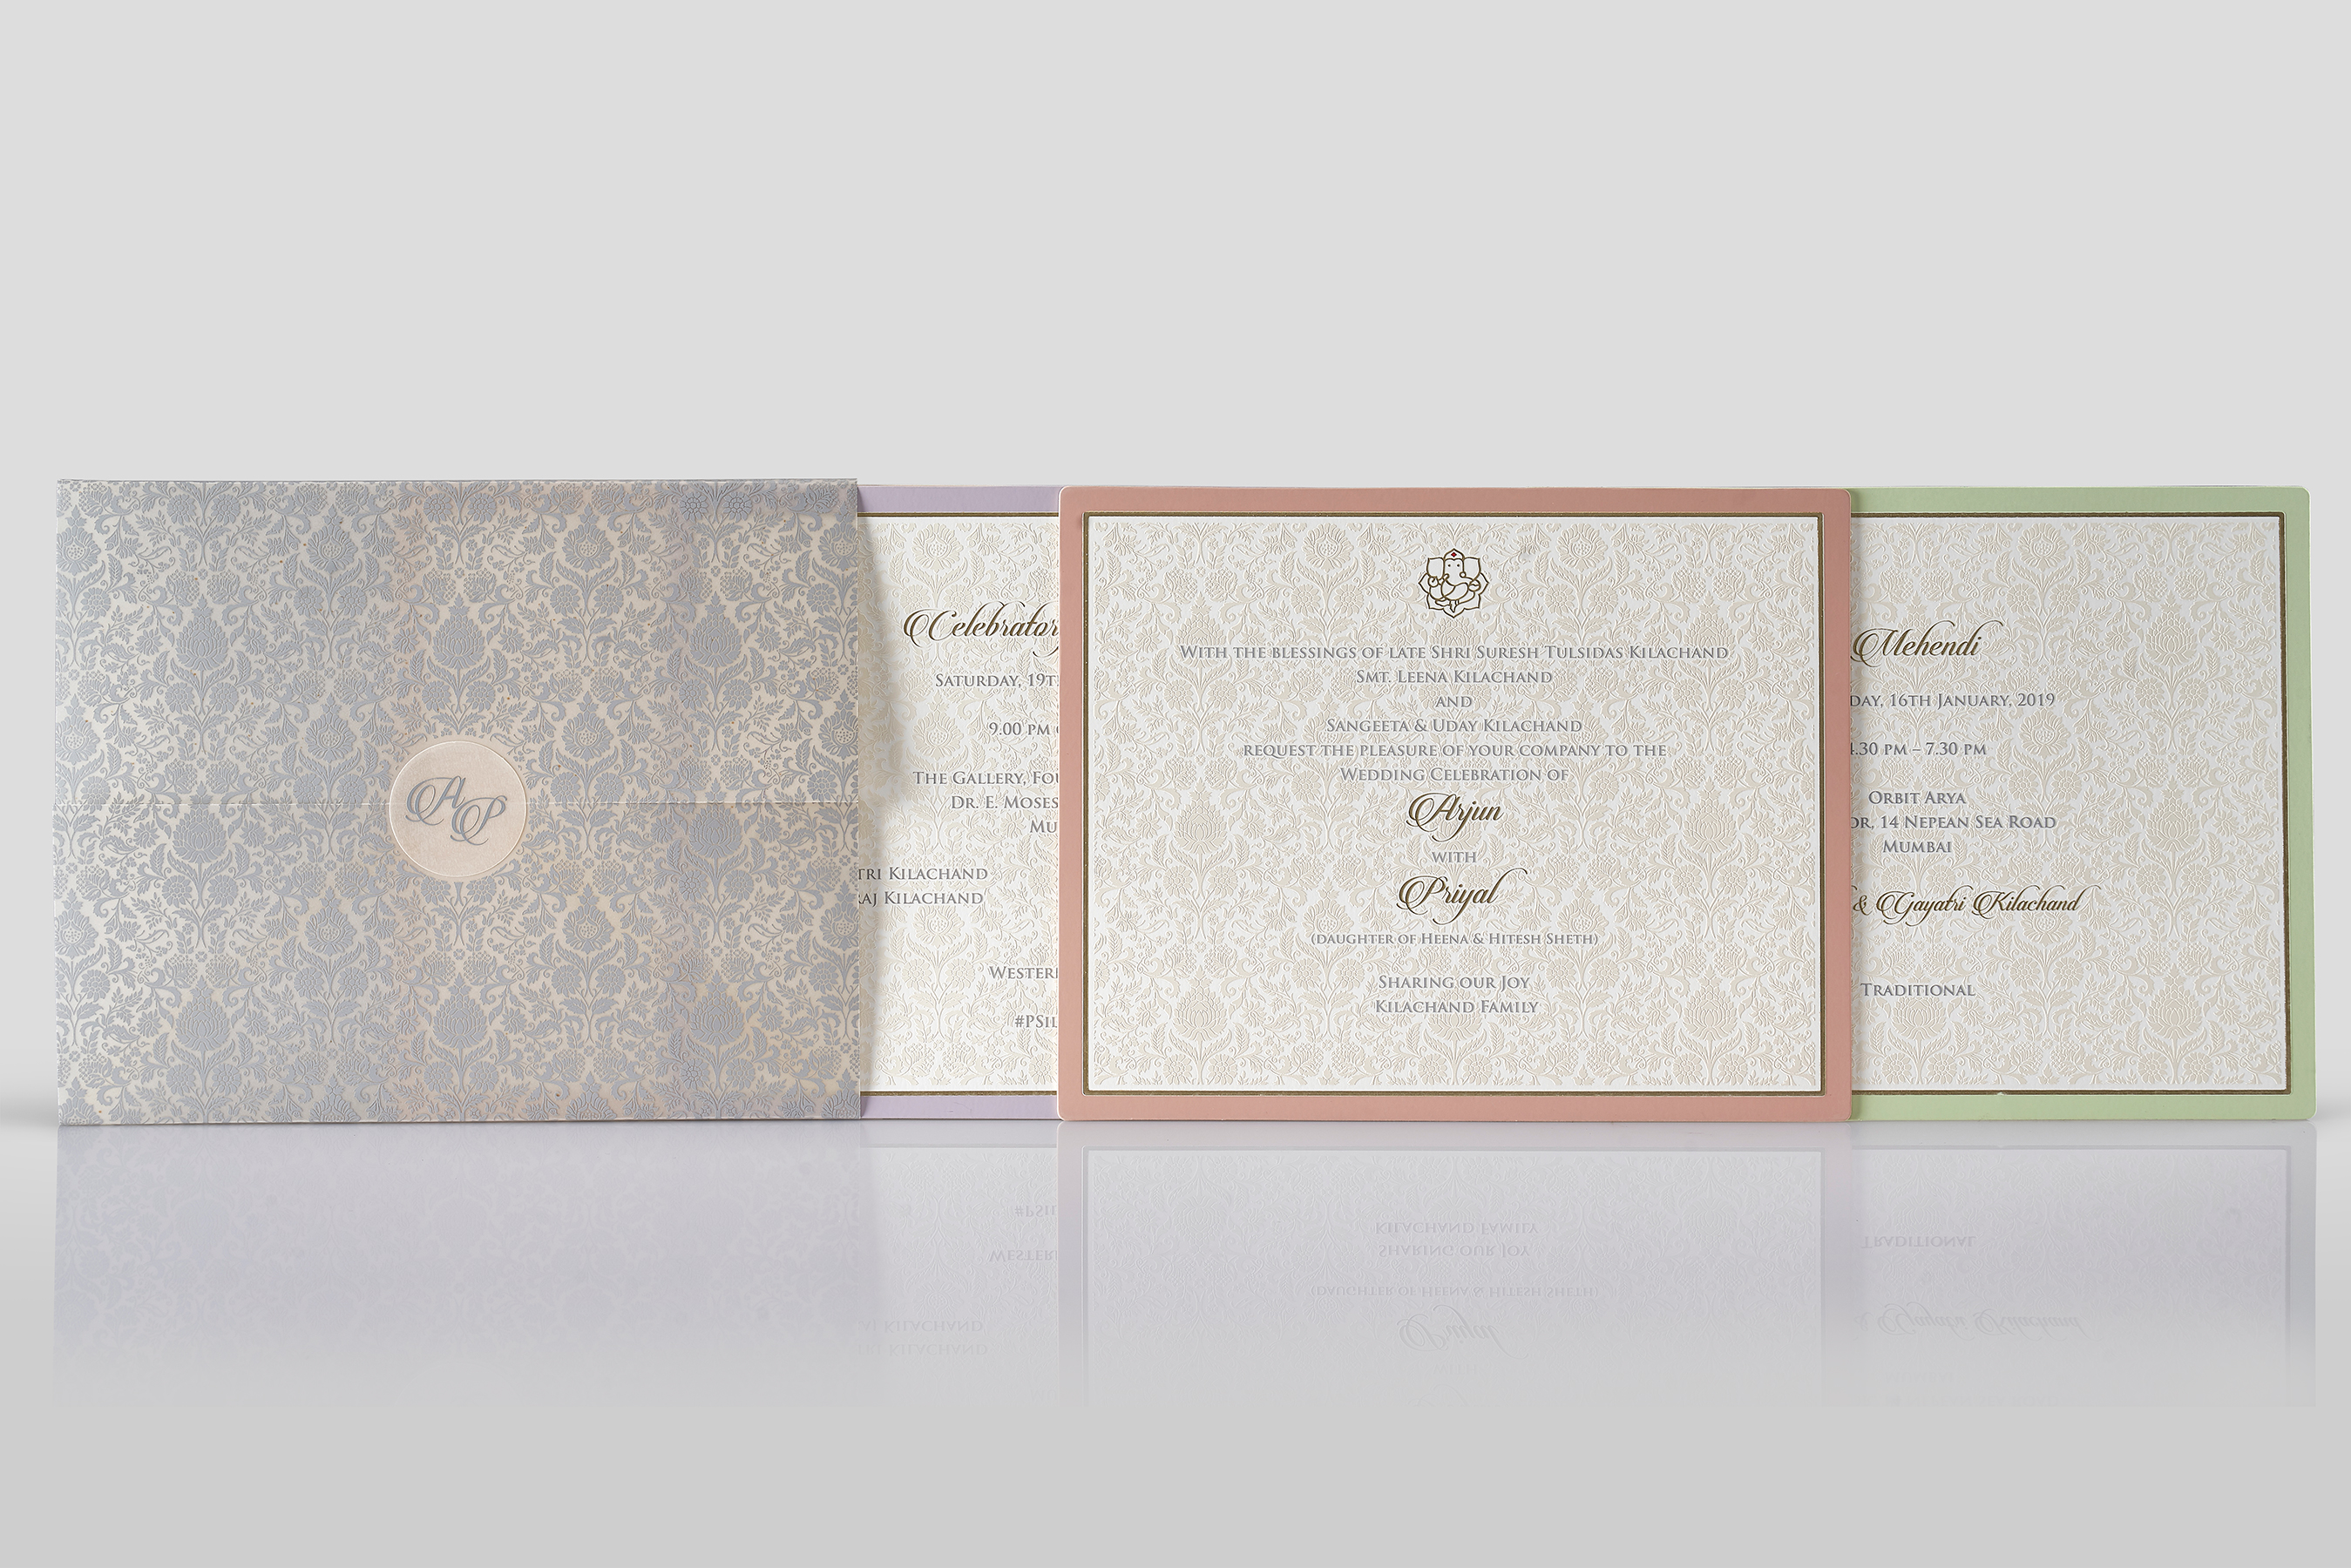 AP
Celebrator
Saturday, 19t
9.00 pm
The Gallery, Fou
Dr. E. Moses
Mu
tri Kilachand
raj Kilachand
Wester
#PSil
With the blessings of late Shri Suresh Tulsidas Kilachand
Smt. Leena Kilachand
and
Sangeeta & Uday Kilachand
request the pleasure of your company to the
Wedding Celebration of
Arjun
with
Priyal
(daughter of Heena & Hitesh Sheth)
Sharing our Joy
Kilachand Family
Mehendi
day, 16th January, 2019
.30 pm – 7.30 pm
Orbit Arya
or, 14 Nepean Sea Road
Mumbai
& Gayatri Kilachand
Traditional